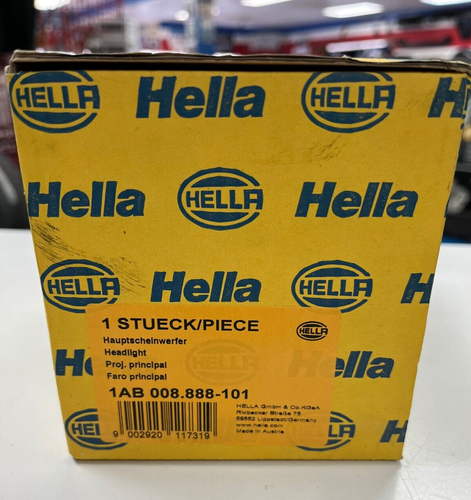 HELLA Hella HELLA Hella
Hella HELLA Hella
HELLA Hella HELLA
1 STUECK/PIECE
Hauptscheinwerfer
Headlight
Proj. principal
Faro principal
HELLA
1AB 008.888-101
HELLA GmbH & Co.KGaA
Rixbecker Straße 75
59552 Lippstadt/Germany
www.hella.com
Made in Austria
9 002920 117319
HELLA